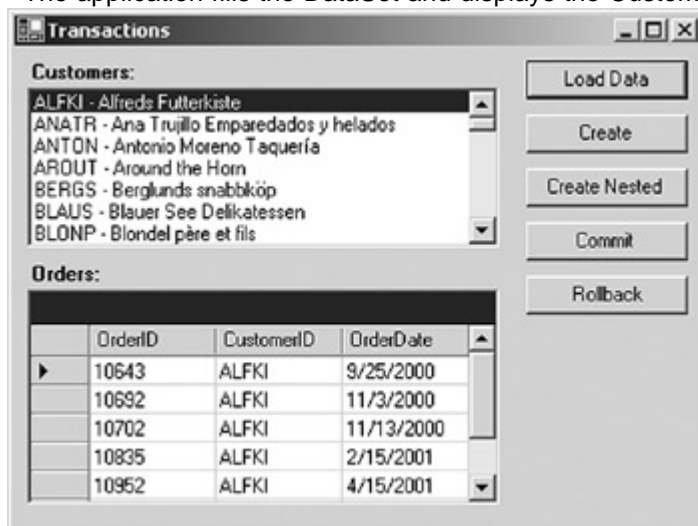 The application fills the DataSet and displays the Custom
Transactions
Customers:
ALFKI - Alfreds Futterkiste
ANATR - Ana Trujillo Emparedados y helados
ANTON - Antonio Moreno Taquería
AROUT - Around the Horn
BERGS - Berglunds snabbköp
BLAUS - Blauer See Delikatessen
BLONP - Blondel père et fils
Load Data
Create
Create Nested
Commit
Rollback
Orders:
OrderID CustomerID OrderDate
10643 ALFKI 9/25/2000
10692 ALFKI 11/3/2000
10702 ALFKI 11/13/2000
10835 ALFKI 2/15/2001
10952 ALFKI 4/15/2001